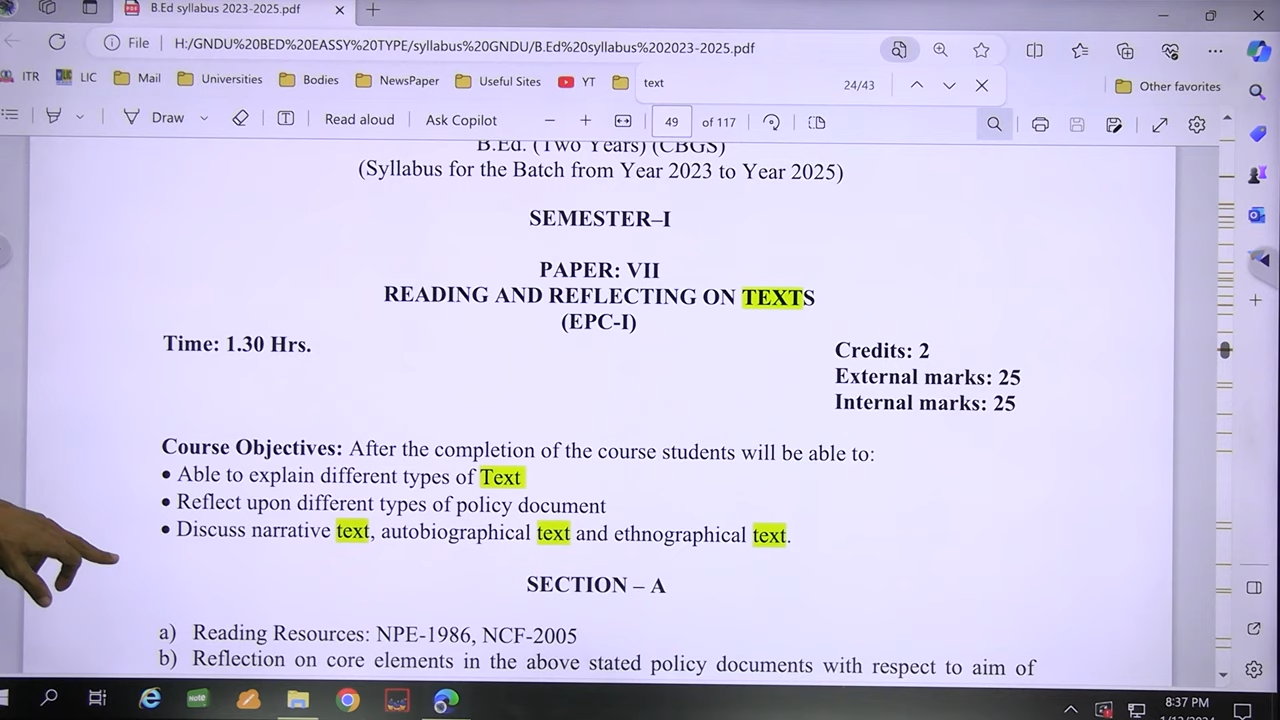 B.Ed syllabus 2023-2025.pdf
File H:/GNDU%20BED%20EASSY%20TYPE/syllabus%20GNDU/B.Ed%20syllabus%202023-2025.pdf
ITR LIC Mail Universities Bodies NewsPaper Useful Sites YT text 24/43 Other favorites
Draw Read aloud Ask Copilot 49 of 117
B.Ed. (Two Years) (CBGS)
(Syllabus for the Batch from Year 2023 to Year 2025)
SEMESTER–I
PAPER: VII
READING AND REFLECTING ON TEXTS
(EPC-I)
Time: 1.30 Hrs.
Credits: 2
External marks: 25
Internal marks: 25
Course Objectives: After the completion of the course students will be able to:
• Able to explain different types of Text
• Reflect upon different types of policy document
• Discuss narrative text, autobiographical text and ethnographical text.
SECTION – A
a) Reading Resources: NPE-1986, NCF-2005
b) Reflection on core elements in the above stated policy documents with respect to aim of
8:37 PM